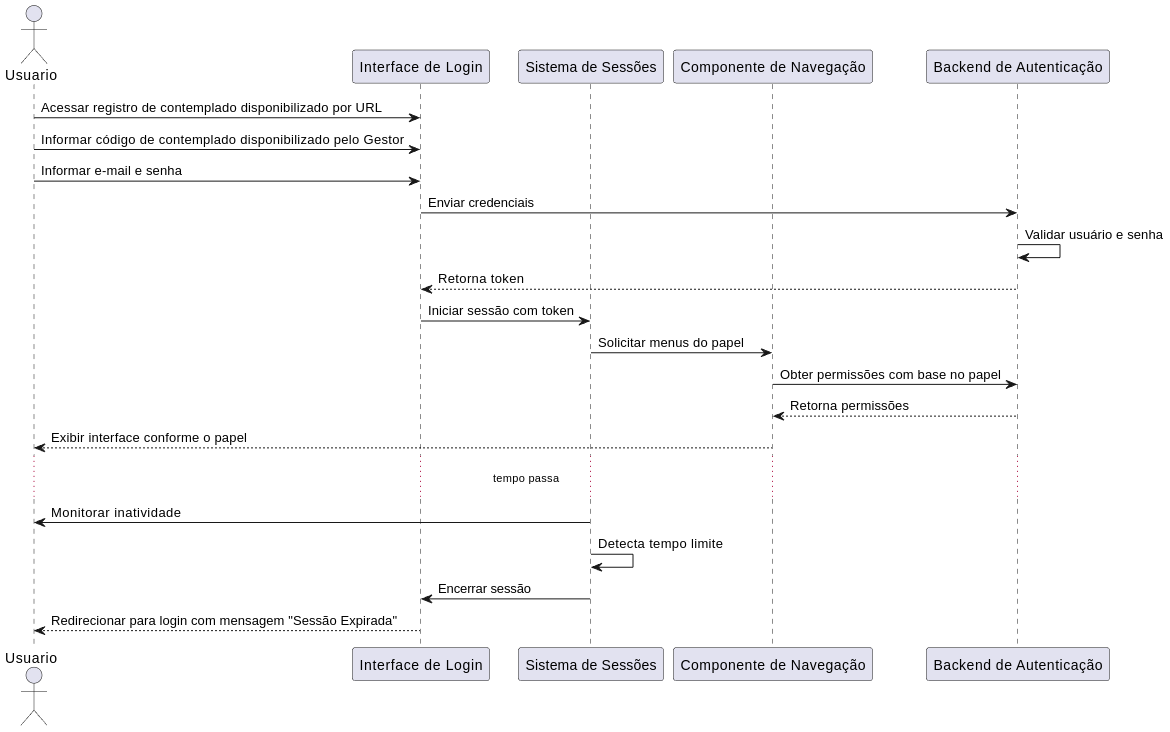 Usuario
Interface de Login
Sistema de Sessões
Componente de Navegação
Backend de Autenticação
Acessar registro de contemplado disponibilizado por URL
Informar código de contemplado disponibilizado pelo Gestor
Informar e-mail e senha
Enviar credenciais
Validar usuário e senha
Retorna token
Iniciar sessão com token
Solicitar menus do papel
Obter permissões com base no papel
Retorna permissões
Exibir interface conforme o papel
tempo passa
Monitorar inatividade
Detecta tempo limite
Encerrar sessão
Redirecionar para login com mensagem "Sessão Expirada"
Usuario
Interface de Login
Sistema de Sessões
Componente de Navegação
Backend de Autenticação